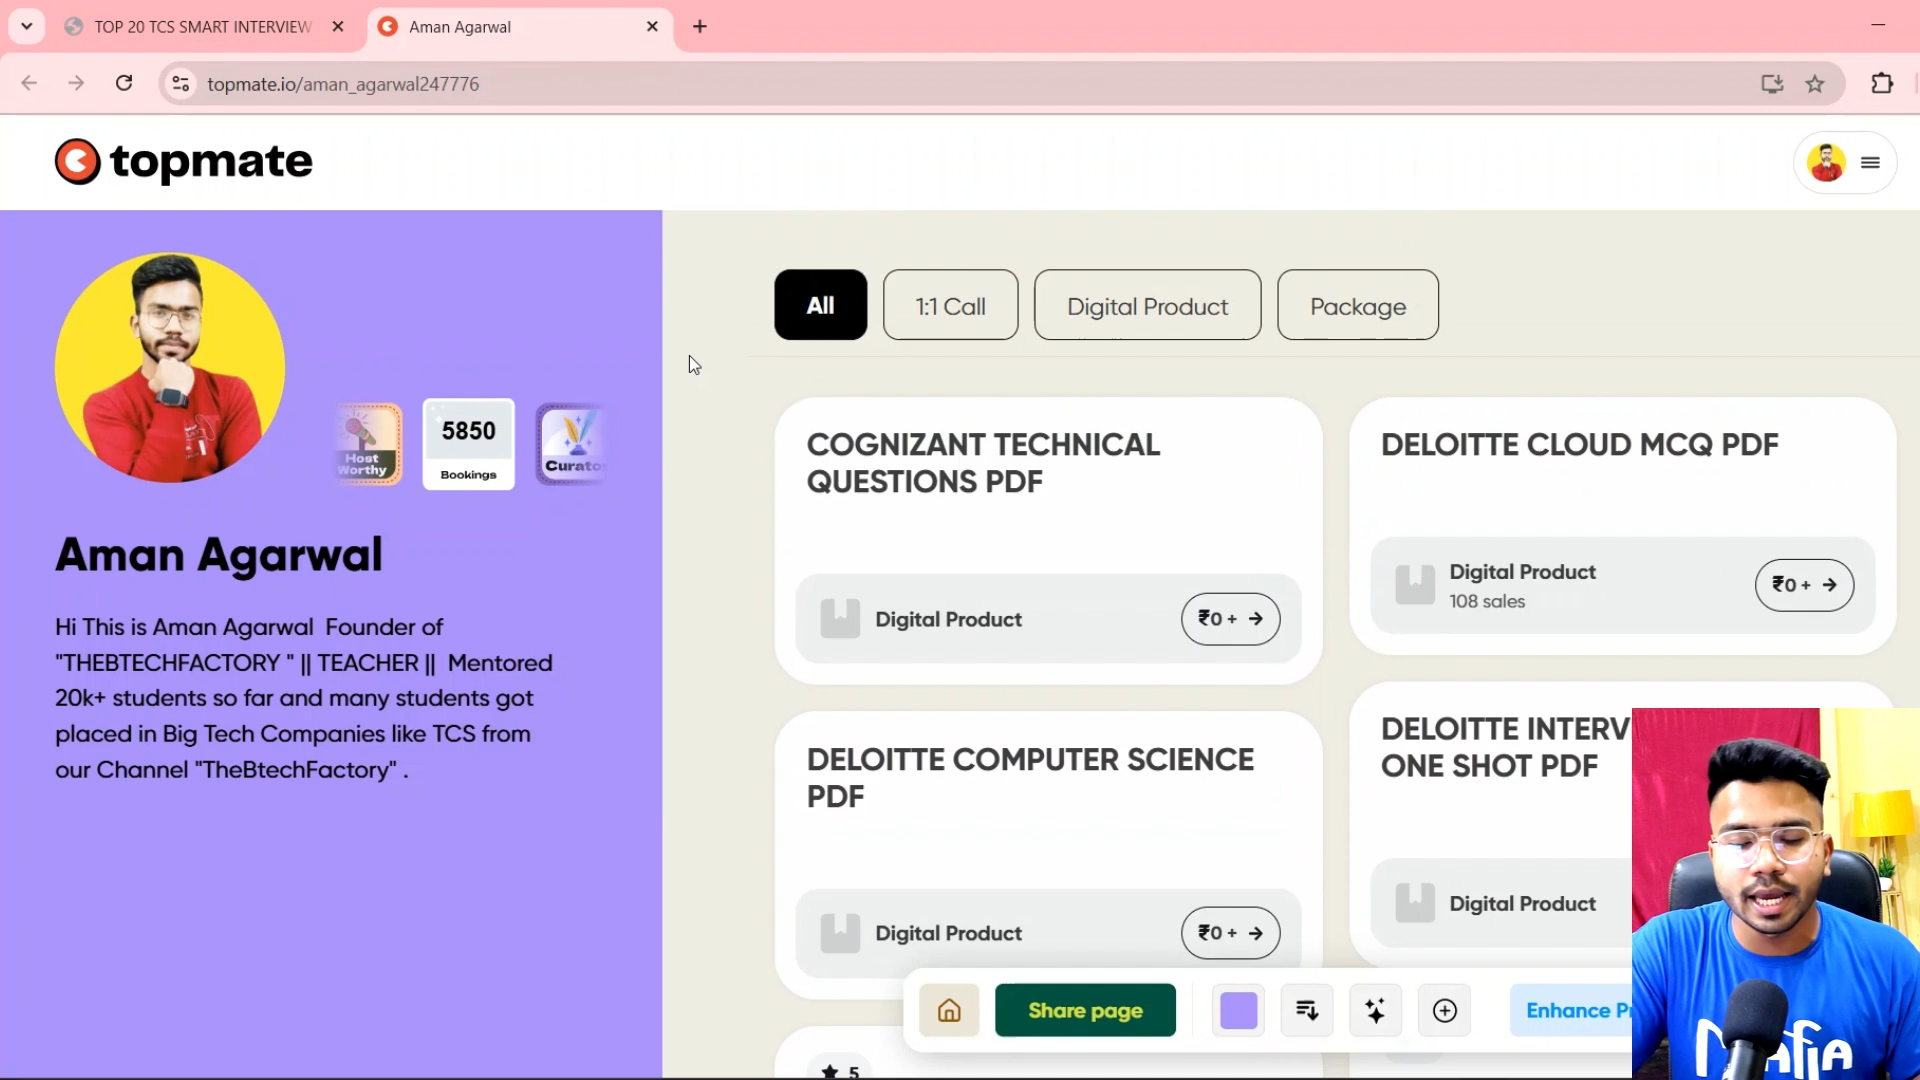 TOP 20 TCS SMART INTERVIEW
Aman Agarwal
topmate.io/aman_agarwal247776
topmate
All
1:1 Call
Digital Product
Package
Host
Worthy
5850
Bookings
Curato
Aman Agarwal
Hi This is Aman Agarwal Founder of
"THEBTECHFACTORY " || TEACHER || Mentored
20k+ students so far and many students got
placed in Big Tech Companies like TCS from
our Channel "TheBtechFactory" .
COGNIZANT TECHNICAL
QUESTIONS PDF
Digital Product
₹0 + →
DELOITTE CLOUD MCQ PDF
Digital Product
108 sales
₹0 + →
DELOITTE COMPUTER SCIENCE
PDF
Digital Product
₹0 + →
DELOITTE INTERV
ONE SHOT PDF
Digital Product
5
Share page
Enhance Pr
Mafia